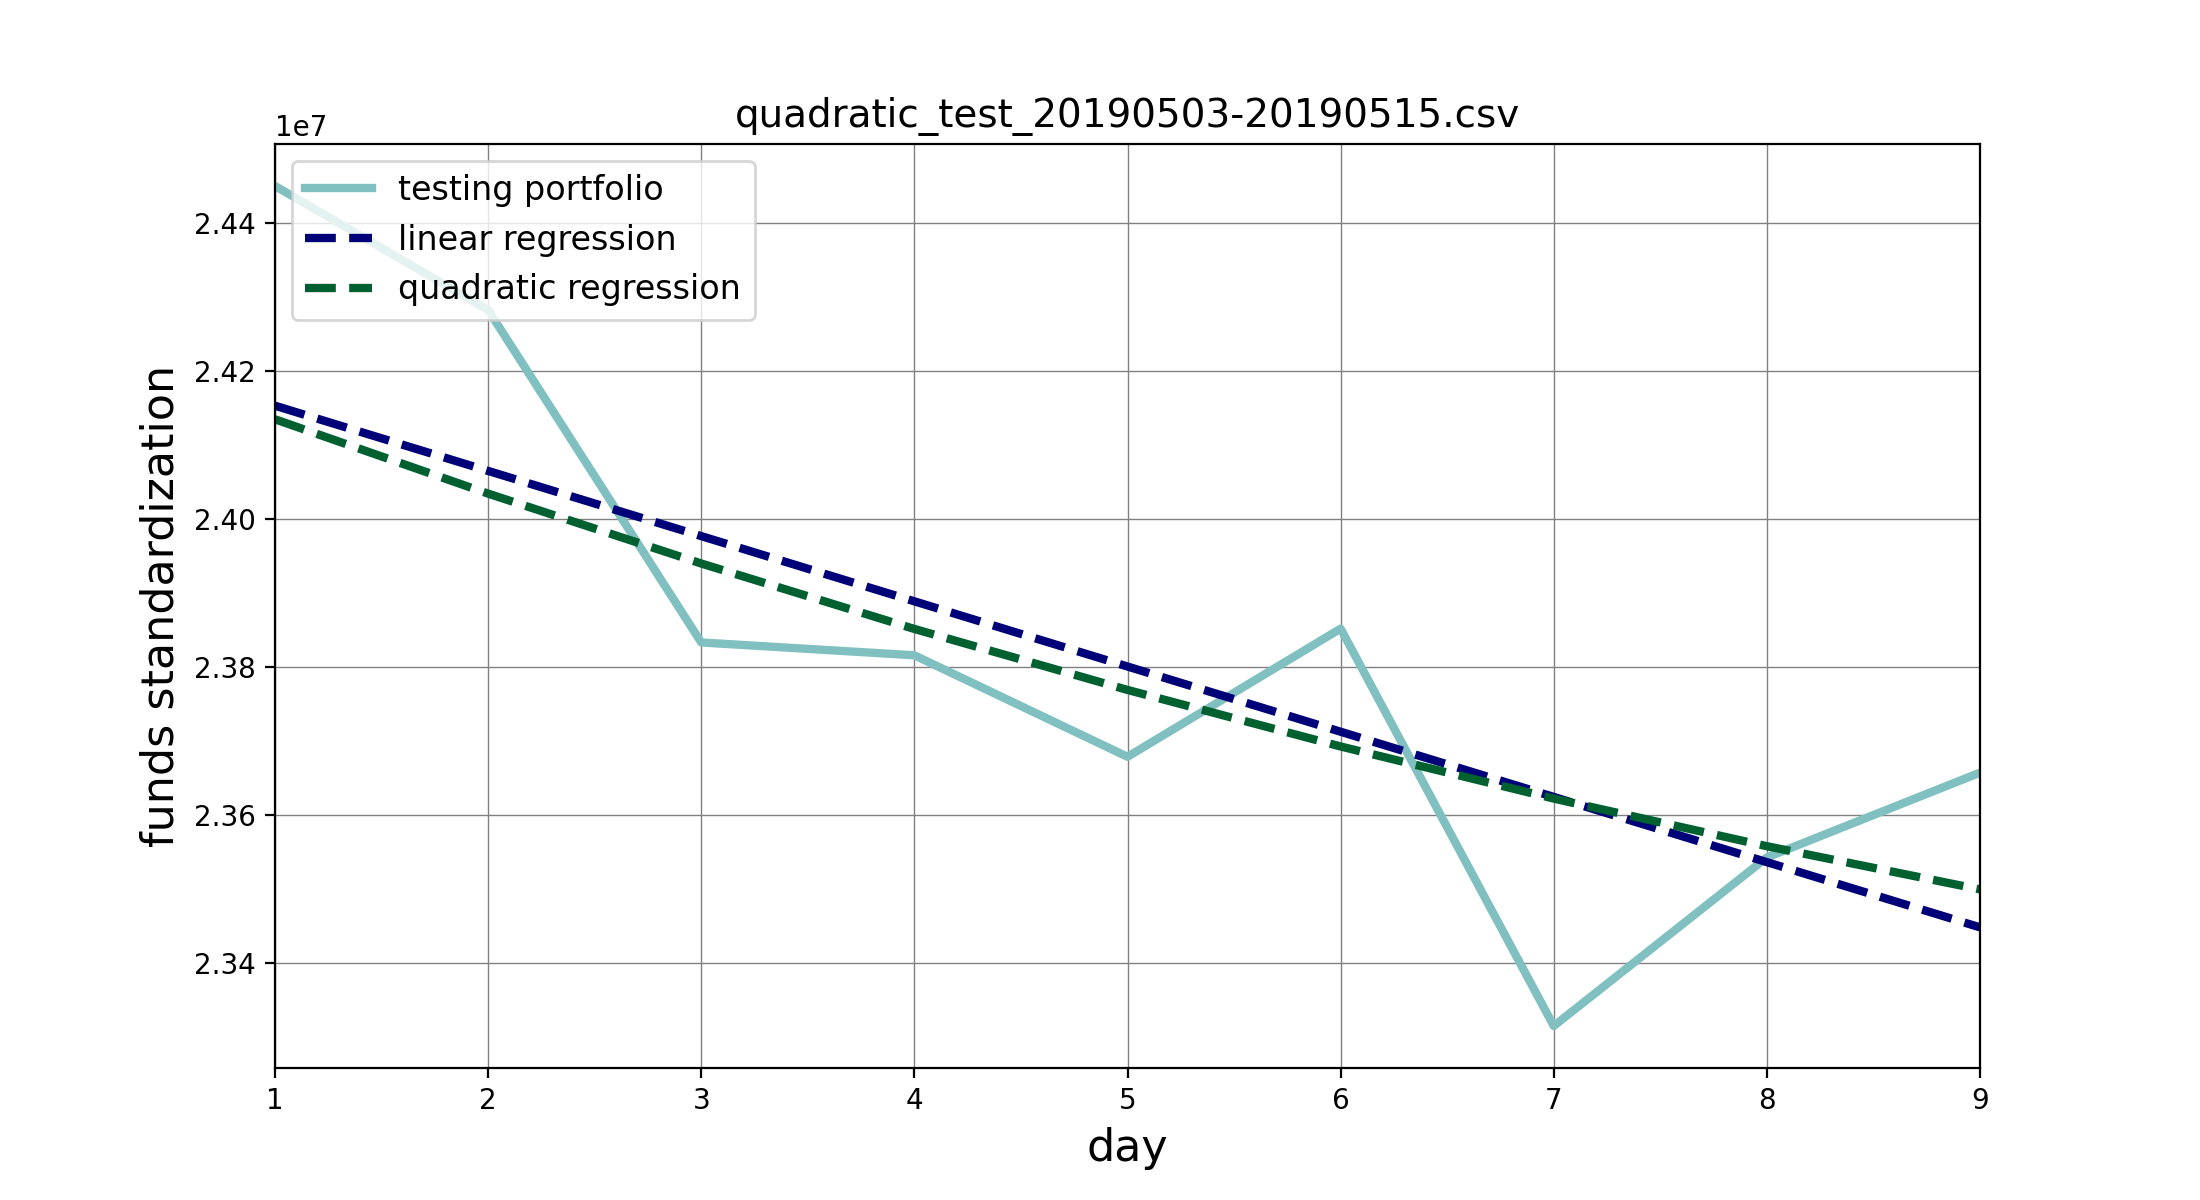 quadratic_test_20190503-20190515.csv
1e7
testing portfolio
linear regression
quadratic regression
2.44
2.42
2.40
2.38
2.36
2.34
funds standardization
1 2 3 4 5 6 7 8 9
day